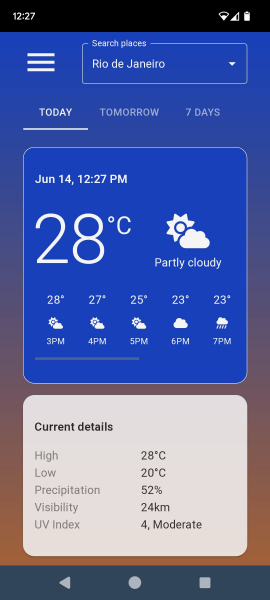 12:27
Search places
Rio de Janeiro
TODAY TOMORROW 7 DAYS
Jun 14, 12:27 PM
28°C
Partly cloudy
28° 27° 25° 23° 23°
3PM 4PM 5PM 6PM 7PM
Current details
High 28°C
Low 20°C
Precipitation 52%
Visibility 24km
UV Index 4, Moderate